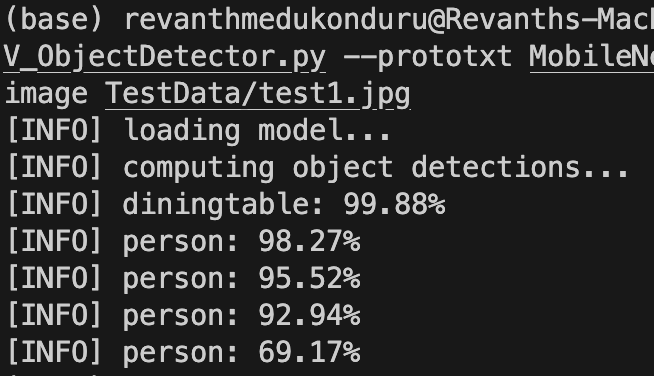 (base) revanthmedukonduru@Revanths-Mac
V_ObjectDetector.py --prototxt MobileN
image TestData/test1.jpg
[INFO] loading model...
[INFO] computing object detections...
[INFO] diningtable: 99.88%
[INFO] person: 98.27%
[INFO] person: 95.52%
[INFO] person: 92.94%
[INFO] person: 69.17%